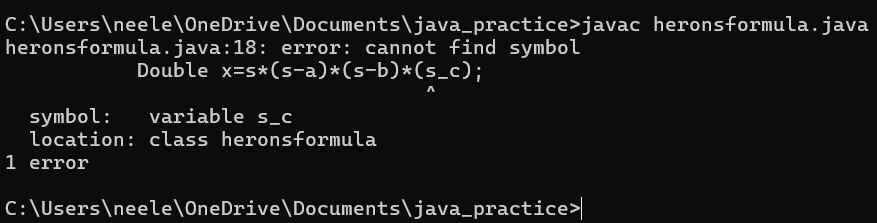 C:\Users\neele\OneDrive\Documents\java_practice>javac heronsformula.java
heronsformula.java:18: error: cannot find symbol
Double x=s*(s-a)*(s-b)*(s_c);
^
symbol:   variable s_c
location: class heronsformula
1 error
C:\Users\neele\OneDrive\Documents\java_practice>